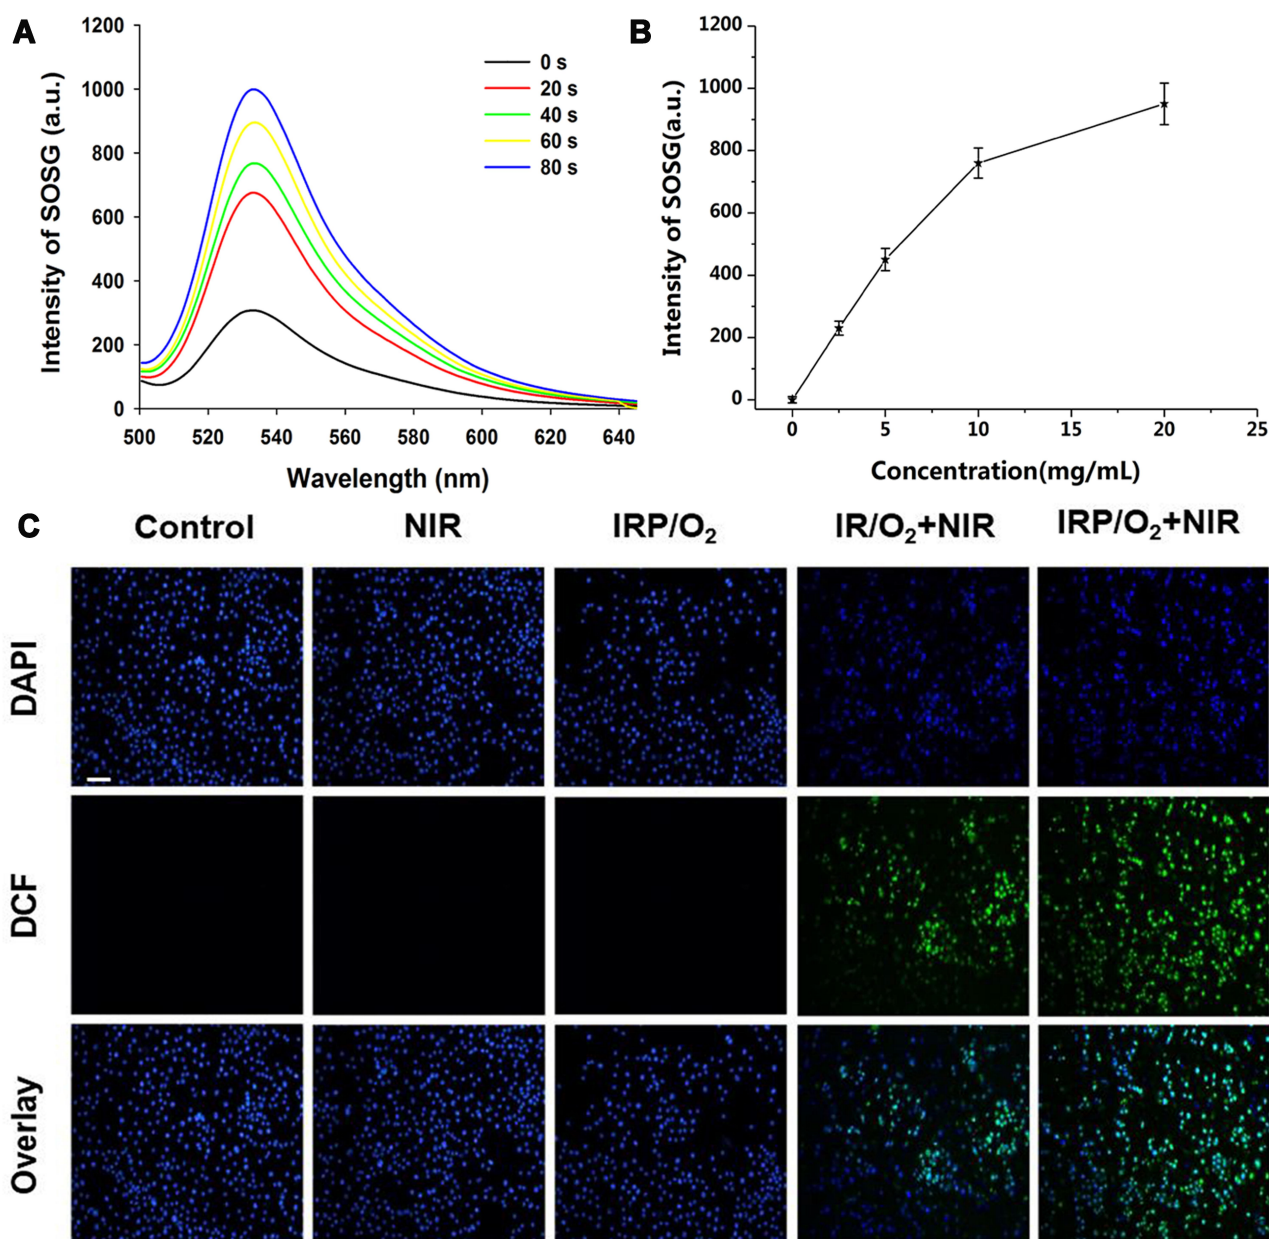 A
1200
1000
800
600
400
200
0
500 520 540 560 580 600 620 640
Intensity of SOSG (a.u.)
Wavelength (nm)
0 s
20 s
40 s
60 s
80 s
B
1200
1000
800
600
400
200
0
0 5 10 15 20 25
Intensity of SOSG(a.u.)
Concentration(mg/mL)
C
Control NIR IRP/O₂ IR/O₂+NIR IRP/O₂+NIR
DAPI
DCF
Overlay